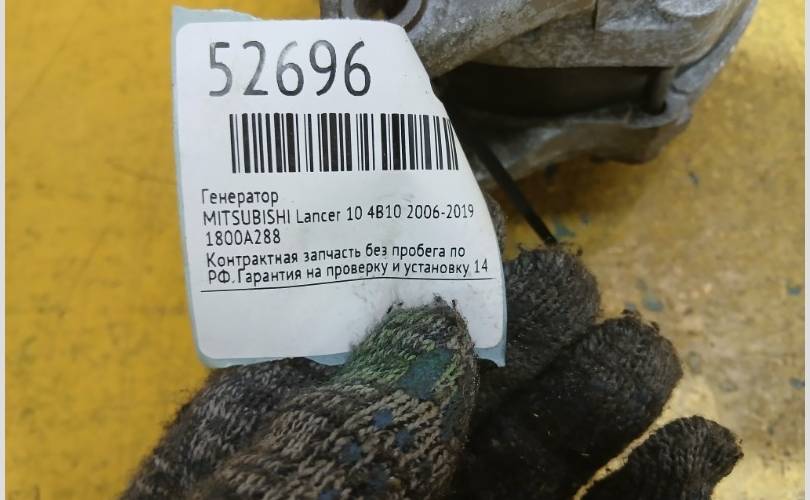 52696
Генератор
MITSUBISHI Lancer 10 4B10 2006-2019
1800A288
Контрактная запчасть без пробега по
РФ.Гарантия на проверку и установку 14